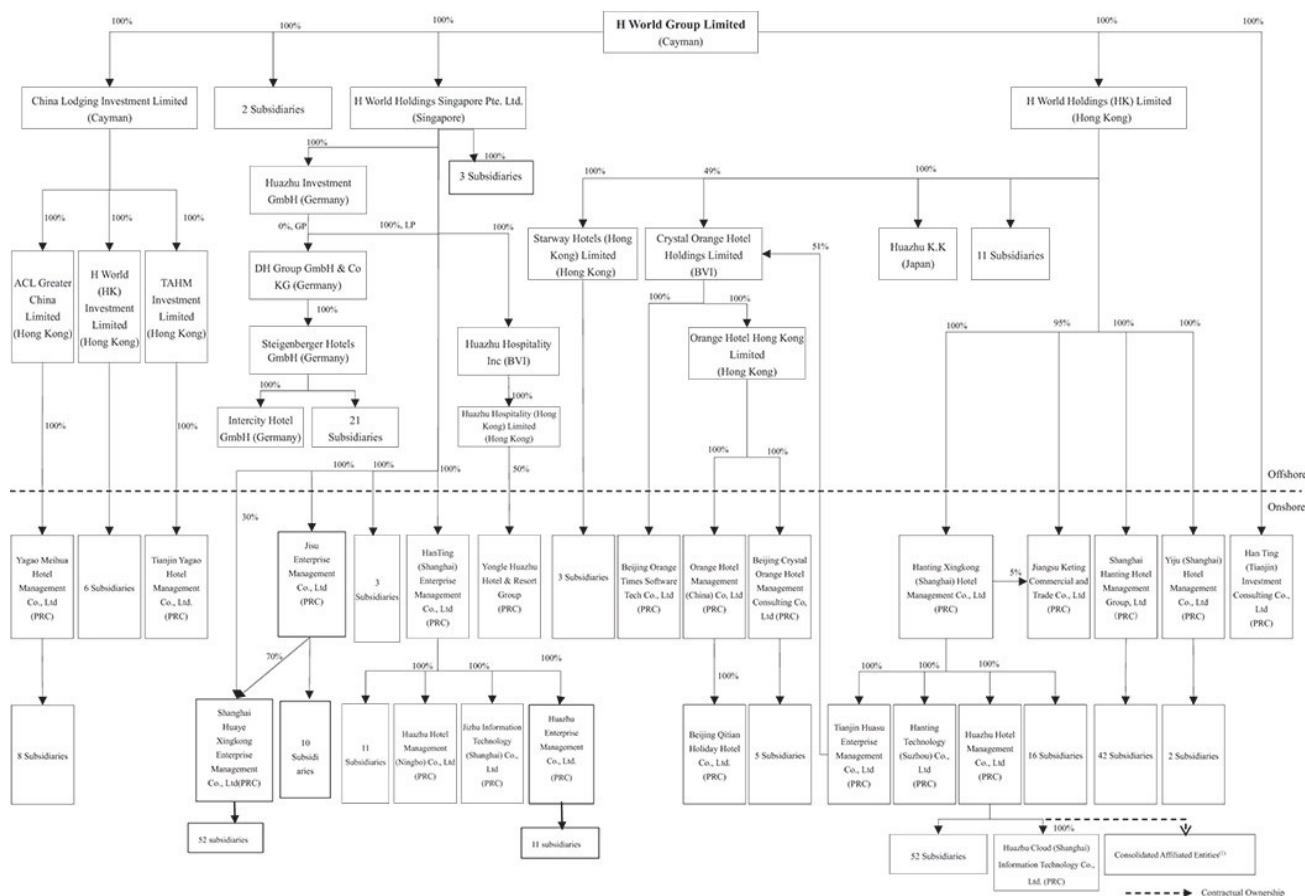 H World Group Limited
(Cayman)
100%
100%
100%
100%
100%
China Lodging Investment Limited
(Cayman)
2 Subsidiaries
H World Holdings Singapore Pte. Ltd.
(Singapore)
H World Holdings (HK) Limited
(Hong Kong)
100%
100%
3 Subsidiaries
Huazhu Investment
GmbH (Germany)
100%
49%
100%
100%
100%
100%
0%, GP
100%, LP
100%
51%
ACL Greater
China
Limited
(Hong Kong)
H World
(HK)
Investment
Limited
(Hong Kong)
TAHM
Investment
Limited
(Hong Kong)
DH Group GmbH & Co
KG (Germany)
Starway Hotels (Hong
Kong) Limited
(Hong Kong)
Crystal Orange Hotel
Holdings Limited
(BVI)
Huazhu K.K
(Japan)
11 Subsidiaries
100%
100%
100%
100%
95%
100%
100%
Steigenberger Hotels
GmbH (Germany)
Huazhu Hospitality
Inc (BVI)
Orange Hotel Hong Kong
Limited
(Hong Kong)
100%
100%
Intercity Hotel
GmbH (Germany)
21
Subsidiaries
Huazhu Hospitality (Hong
Kong) Limited
(Hong Kong)
100%
100%
100%
100%
100%
100%
100%
50%
Offshore
Onshore
30%
Yagao Meihua
Hotel
Management
Co., Ltd
(PRC)
6 Subsidiaries
Tianjin Yagao
Hotel
Management
Co., Ltd.
(PRC)
Jisu
Enterprise
Management
Co., Ltd
(PRC)
3
Subsidiaries
HanTing
(Shanghai)
Enterprise
Management
Co., Ltd
(PRC)
Yongle Huazhu
Hotel & Resort
Group
(PRC)
3 Subsidiaries
Beijing Orange
Times Software
Tech Co., Ltd
(PRC)
Orange Hotel
Management
(China) Co, Ltd
(PRC)
Beijing Crystal
Orange Hotel
Management
Consulting Co,
Ltd (PRC)
Hanting Xingkong
(Shanghai) Hotel
Management Co., Ltd
(PRC)
5%
Jiangsu Keting
Commercial and
Trade Co., Ltd
(PRC)
Shanghai
Hanting Hotel
Management
Group, Ltd
(PRC)
Yiju (Shanghai)
Hotel
Management
Co., Ltd
(PRC)
Han Ting
(Tianjin)
Investment
Consulting Co.,
Ltd
(PRC)
70%
100%
100%
100%
100%
100%
100%
100%
100%
8 Subsidiaries
Shanghai
Huaye
Xingkong
Enterprise
Management
Co., Ltd(PRC)
10
Subsidi
aries
11
Subsidiaries
Huazhu Hotel
Management
(Ningbo) Co., Ltd
(PRC)
Jizhu Information
Technology
(Shanghai) Co.,
Ltd
(PRC)
Huazhu
Enterprise
Management
Co., Ltd.
(PRC)
Beijing Qitian
Holiday Hotel
Co., Ltd.
(PRC)
5 Subsidiaries
Tianjin Huasu
Enterprise
Management Co.,
Ltd
(PRC)
Hanting
Technology
(Suzhou) Co.,
Ltd
(PRC)
Huazhu Hotel
Management
Co., Ltd
(PRC)
16 Subsidiaries
42 Subsidiaries
2 Subsidiaries
52 subsidiaries
11 subsidiaries
100%
52 Subsidiaries
Huazhu Cloud (Shanghai)
Information Technology Co.,
Ltd. (PRC)
Consolidated Affiliated Entities(1)
Contractual Ownership